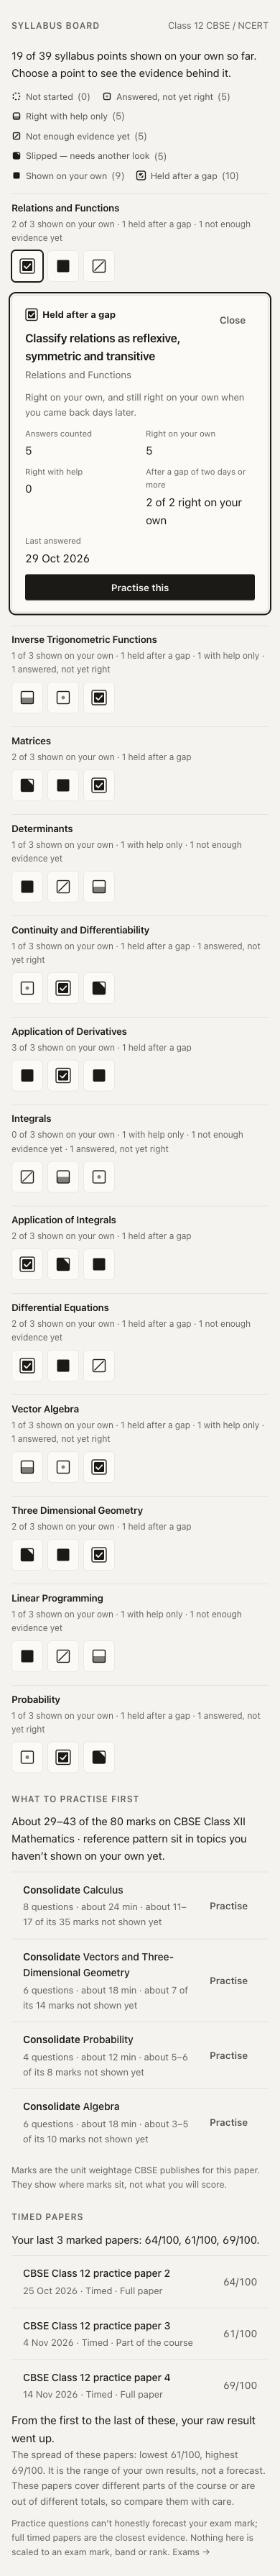 SYLLABUS BOARD
Class 12 CBSE / NCERT
19 of 39 syllabus points shown on your own so far.
Choose a point to see the evidence behind it.
Not started (0)
Answered, not yet right (5)
Right with help only (5)
Not enough evidence yet (5)
Slipped — needs another look (5)
Shown on your own (9)
Held after a gap (10)
Relations and Functions
2 of 3 shown on your own · 1 held after a gap · 1 not enough
evidence yet
Held after a gap
Close
Classify relations as reflexive,
symmetric and transitive
Relations and Functions
Right on your own, and still right on your own when
you came back days later.
Answers counted
5
Right on your own
5
Right with help
0
After a gap of two days or
more
2 of 2 right on your
own
Last answered
29 Oct 2026
Practise this
Inverse Trigonometric Functions
1 of 3 shown on your own · 1 held after a gap · 1 with help only ·
1 answered, not yet right
Matrices
2 of 3 shown on your own · 1 held after a gap
Determinants
1 of 3 shown on your own · 1 with help only · 1 not enough
evidence yet
Continuity and Differentiability
1 of 3 shown on your own · 1 held after a gap · 1 answered, not
yet right
Application of Derivatives
3 of 3 shown on your own · 1 held after a gap
Integrals
0 of 3 shown on your own · 1 with help only · 1 not enough
evidence yet · 1 answered, not yet right
Application of Integrals
2 of 3 shown on your own · 1 held after a gap
Differential Equations
2 of 3 shown on your own · 1 held after a gap · 1 not enough
evidence yet
Vector Algebra
1 of 3 shown on your own · 1 held after a gap · 1 with help only ·
1 answered, not yet right
Three Dimensional Geometry
2 of 3 shown on your own · 1 held after a gap
Linear Programming
1 of 3 shown on your own · 1 with help only · 1 not enough
evidence yet
Probability
1 of 3 shown on your own · 1 held after a gap · 1 answered, not
yet right
WHAT TO PRACTISE FIRST
About 29–43 of the 80 marks on CBSE Class XII
Mathematics · reference pattern sit in topics you
haven't shown on your own yet.
Consolidate Calculus
8 questions · about 24 min · about 11–
17 of its 35 marks not shown yet
Practise
Consolidate Vectors and Three-
Dimensional Geometry
6 questions · about 18 min · about 7 of
its 14 marks not shown yet
Practise
Consolidate Probability
4 questions · about 12 min · about 5–6
of its 8 marks not shown yet
Practise
Consolidate Algebra
6 questions · about 18 min · about 3–5
of its 10 marks not shown yet
Practise
Marks are the unit weightage CBSE publishes for this paper.
They show where marks sit, not what you will score.
TIMED PAPERS
Your last 3 marked papers: 64/100, 61/100, 69/100.
CBSE Class 12 practice paper 2
25 Oct 2026 · Timed · Full paper
64/100
CBSE Class 12 practice paper 3
4 Nov 2026 · Timed · Part of the course
61/100
CBSE Class 12 practice paper 4
14 Nov 2026 · Timed · Full paper
69/100
From the first to the last of these, your raw result
went up.
The spread of these papers: lowest 61/100, highest
69/100. It is the range of your own results, not a forecast.
These papers cover different parts of the course or are
out of different totals, so compare them with care.
Practice questions can't honestly forecast your exam mark;
full timed papers are the closest evidence. Nothing here is
scaled to an exam mark, band or rank. Exams →